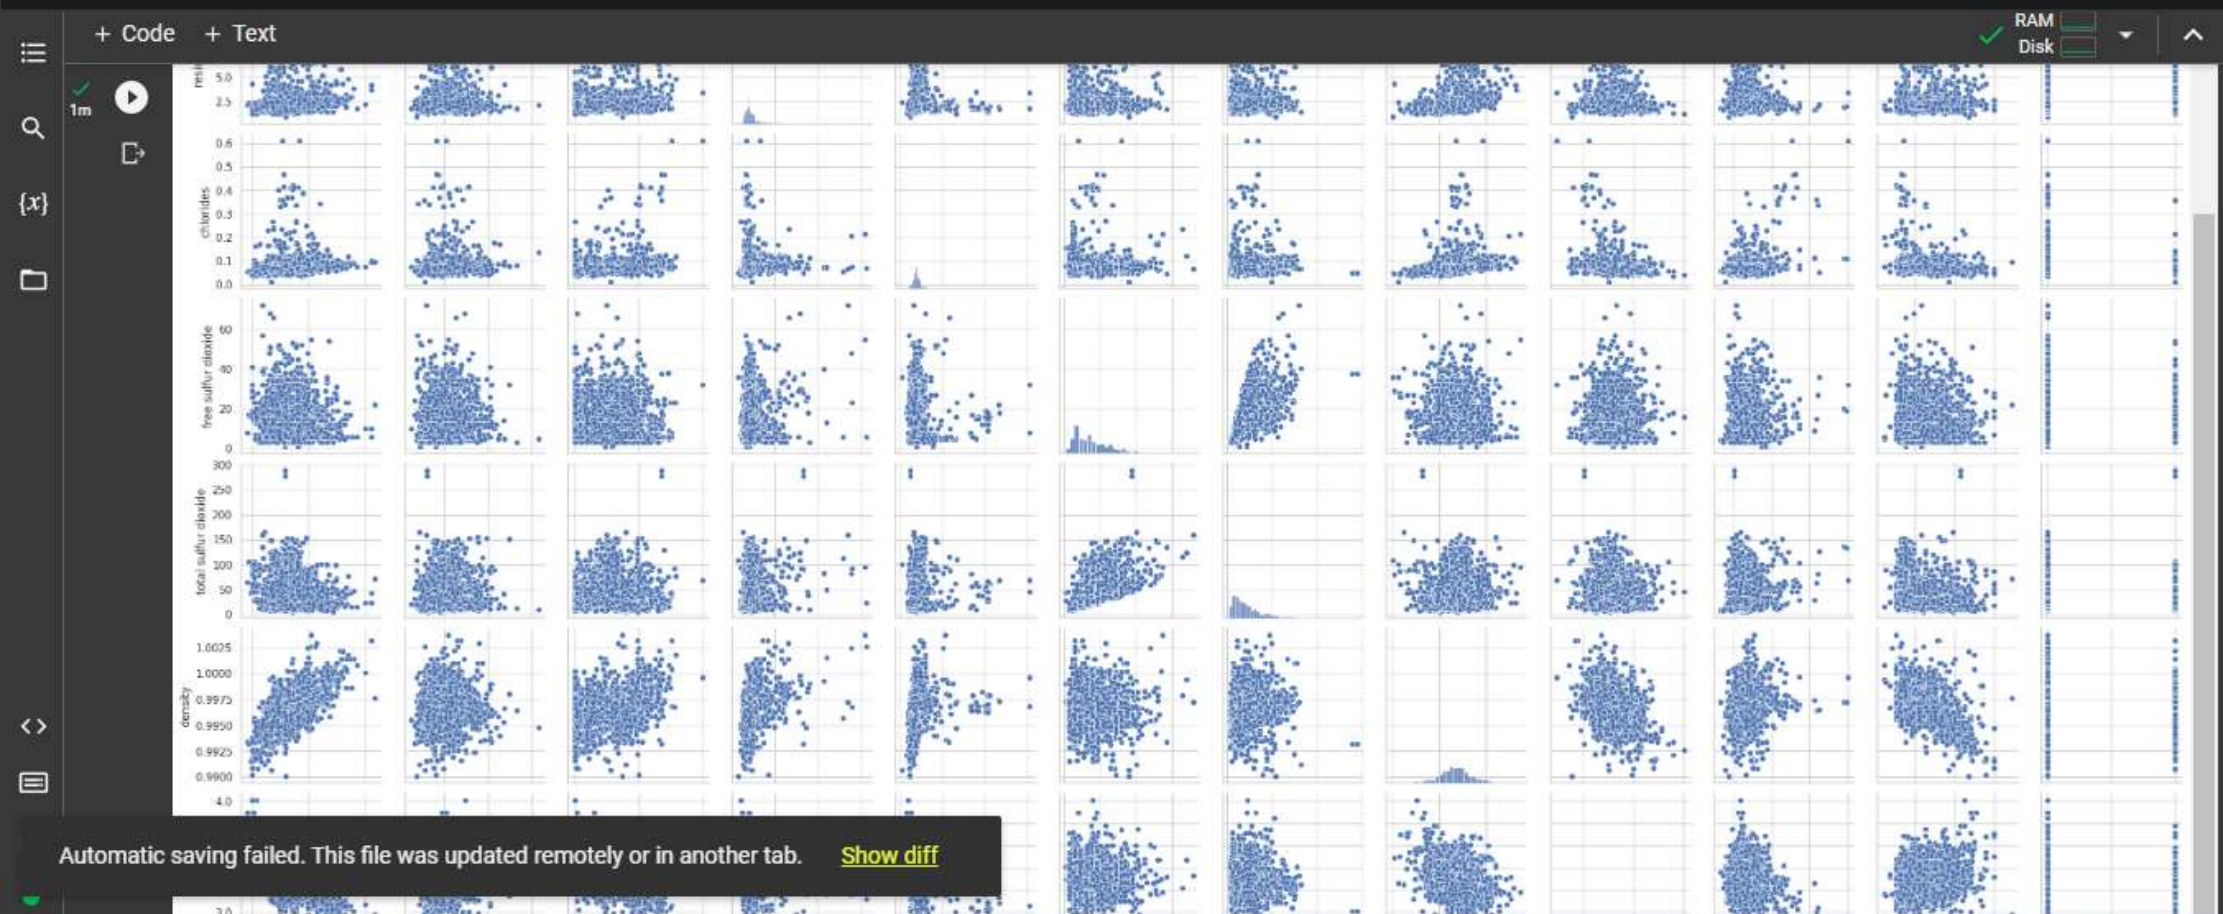 + Code + Text
RAM
Disk
1m
{x}
resi
5.0
2.5
chlorides
0.6
0.5
0.4
0.3
0.2
0.1
0.0
free sulfur dioxide
60
40
20
0
total sulfur dioxide
300
250
200
150
100
50
0
density
1.0025
1.0000
0.9975
0.9950
0.9925
0.9900
4.0
Automatic saving failed. This file was updated remotely or in another tab. Show diff
3.0